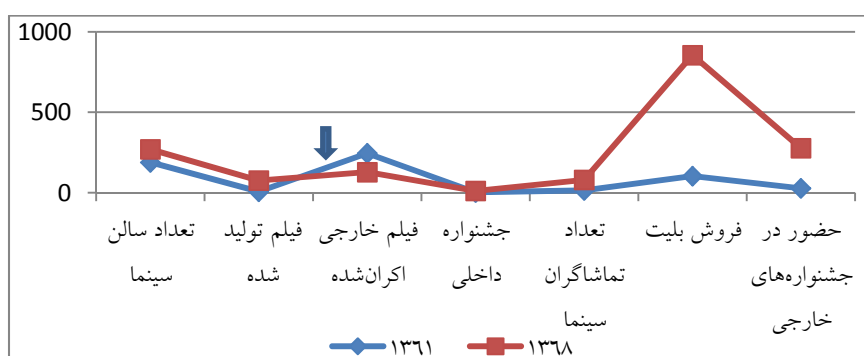 1000
500
0
تعداد سالن سینما
فیلم تولید شده
فیلم خارجی اکران‌شده
جشنواره داخلی
تعداد تماشاگران سینما
فروش بلیت
حضور در جشنواره‌های خارجی
۱۳۶۱
۱۳۶۸